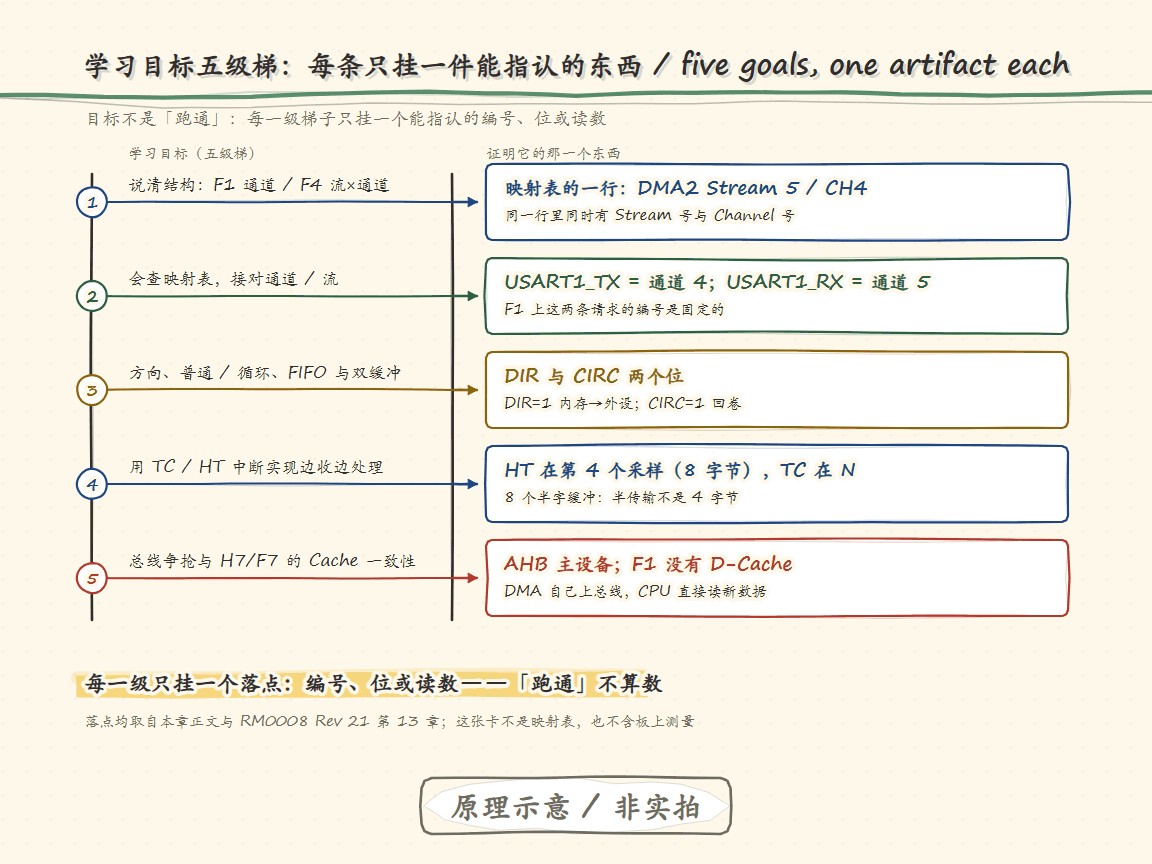 学习目标五级梯：每条只挂一件能指认的东西 / five goals, one artifact each
目标不是「跑通」：每一级梯子只挂一个能指认的编号、位或读数
学习目标（五级梯）
证明它的那一个东西
1
说清结构：F1 通道 / F4 流×通道
映射表的一行：DMA2 Stream 5 / CH4
同一行里同时有 Stream 号与 Channel 号
2
会查映射表，接对通道 / 流
USART1_TX = 通道 4；USART1_RX = 通道 5
F1 上这两条请求的编号是固定的
3
方向、普通 / 循环、FIFO 与双缓冲
DIR 与 CIRC 两个位
DIR=1 内存→外设；CIRC=1 回卷
4
用 TC / HT 中断实现边收边处理
HT 在第 4 个采样（8 字节），TC 在 N
8 个半字缓冲：半传输不是 4 字节
5
总线争抢与 H7/F7 的 Cache 一致性
AHB 主设备；F1 没有 D-Cache
DMA 自己上总线，CPU 直接读新数据
每一级只挂一个落点：编号、位或读数——「跑通」不算数
落点均取自本章正文与 RM0008 Rev 21 第 13 章；这张卡不是映射表，也不含板上测量
原理示意 / 非实拍